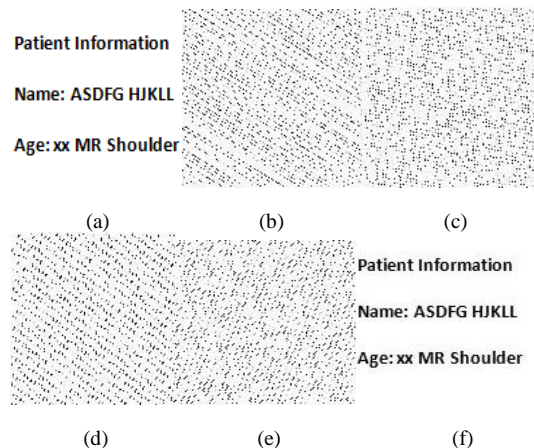 Patient Information
Name: ASDFG HJKLL
Age: xx MR Shoulder
(a) (b) (c)
Patient Information
Name: ASDFG HJKLL
Age: xx MR Shoulder
(d) (e) (f)